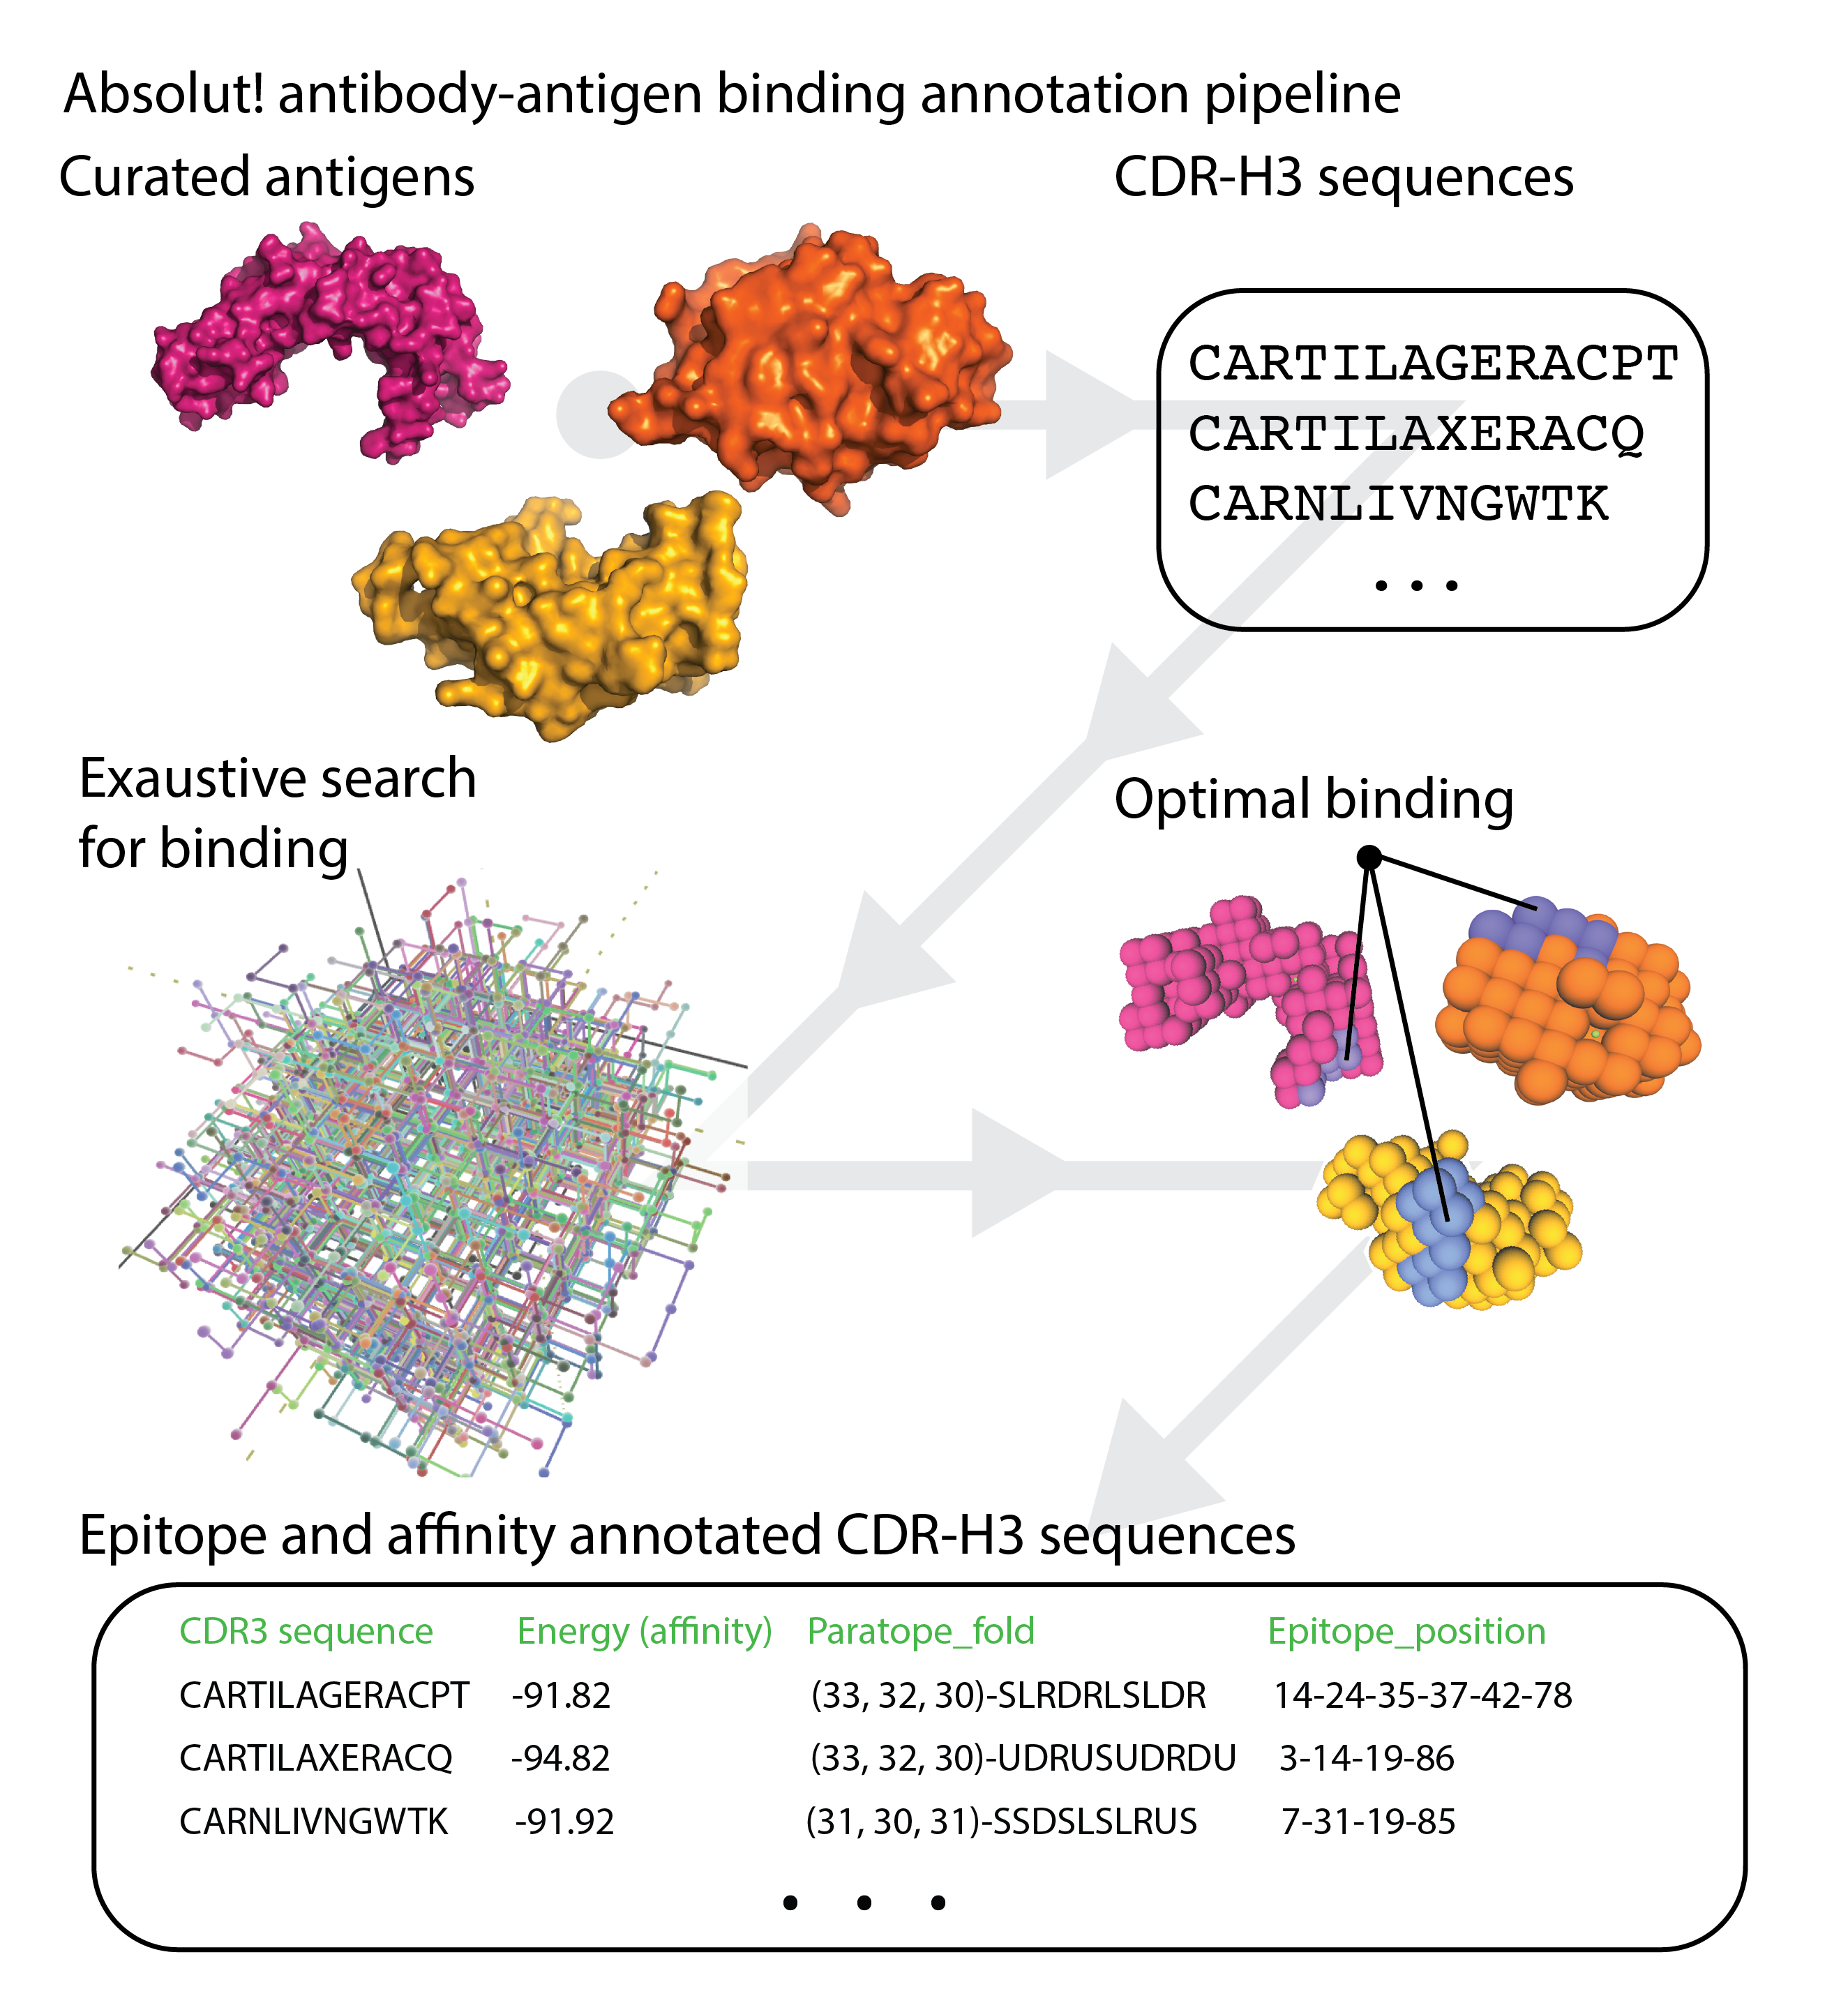 Absolut! antibody-antigen binding annotation pipeline
Curated antigens
CDR-H3 sequences
CARTILAGERACPT
CARTILAXERACQ
CARNLIVNGWTK
...
Exaustive search
for binding
Optimal binding
Epitope and affinity annotated CDR-H3 sequences
CDR3 sequence Energy (affinity) Paratope_fold Epitope_position
CARTILAGERACPT -91.82 (33, 32, 30)-SLRDRLSLDR 14-24-35-37-42-78
CARTILAXERACQ -94.82 (33, 32, 30)-UDRUSUDRDU 3-14-19-86
CARNLIVNGWTK -91.92 (31, 30, 31)-SSDSLSLRUS 7-31-19-85
. . .